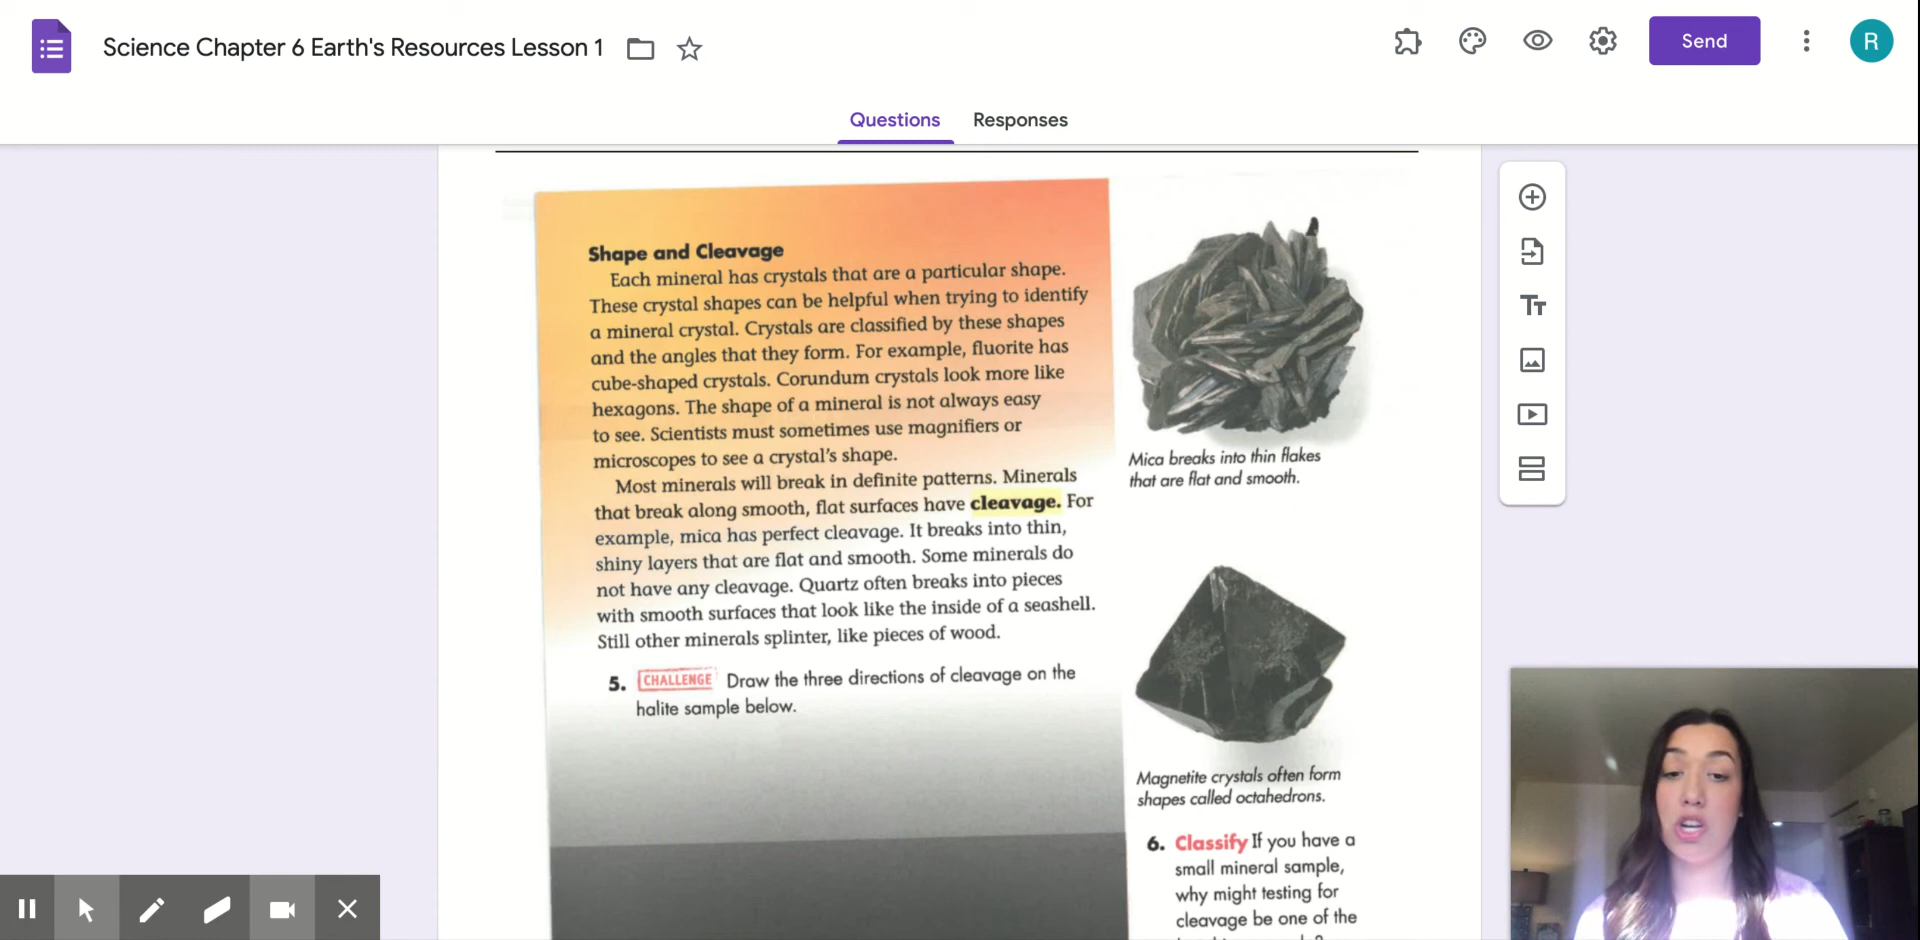 Science Chapter 6 Earth's Resources Lesson 1
Send
R
Questions
Responses
Shape and Cleavage
Each mineral has crystals that are a particular shape.
These crystal shapes can be helpful when trying to identify
a mineral crystal. Crystals are classified by these shapes
and the angles that they form. For example, fluorite has
cube-shaped crystals. Corundum crystals look more like
hexagons. The shape of a mineral is not always easy
to see. Scientists must sometimes use magnifiers or
microscopes to see a crystal's shape.
Most minerals will break in definite patterns. Minerals
that break along smooth, flat surfaces have cleavage. For
example, mica has perfect cleavage. It breaks into thin,
shiny layers that are flat and smooth. Some minerals do
not have any cleavage. Quartz often breaks into pieces
with smooth surfaces that look like the inside of a seashell.
Still other minerals splinter, like pieces of wood.
5. CHALLENGE Draw the three directions of cleavage on the
halite sample below.
Mica breaks into thin flakes
that are flat and smooth.
Magnetite crystals often form
shapes called octahedrons.
6. Classify If you have a
small mineral sample,
why might testing for
cleavage be one of the